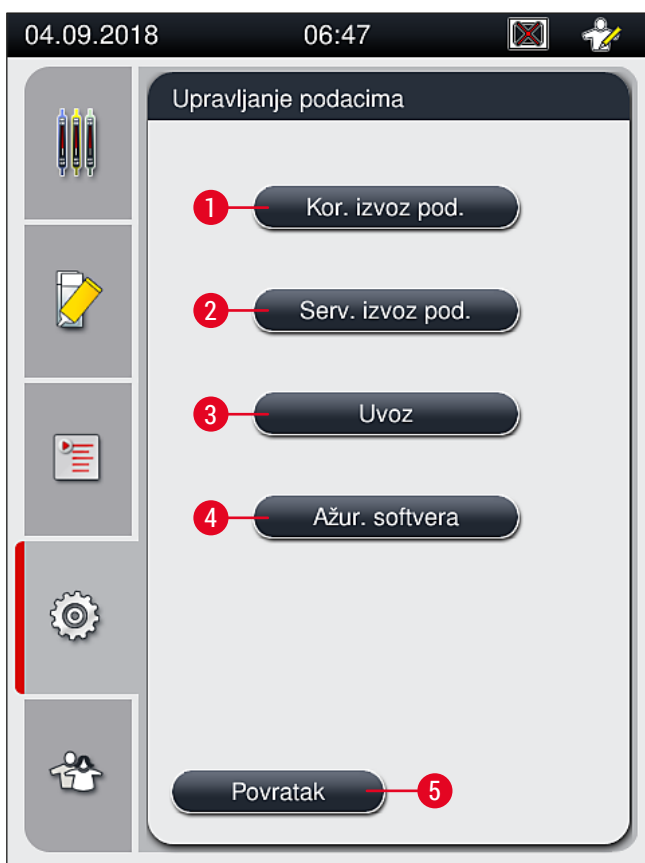 04.09.2018 06:47
Upravljanje podacima
1 Kor. izvoz pod.
2 Serv. izvoz pod.
3 Uvoz
4 Ažur. softvera
Povratak 5